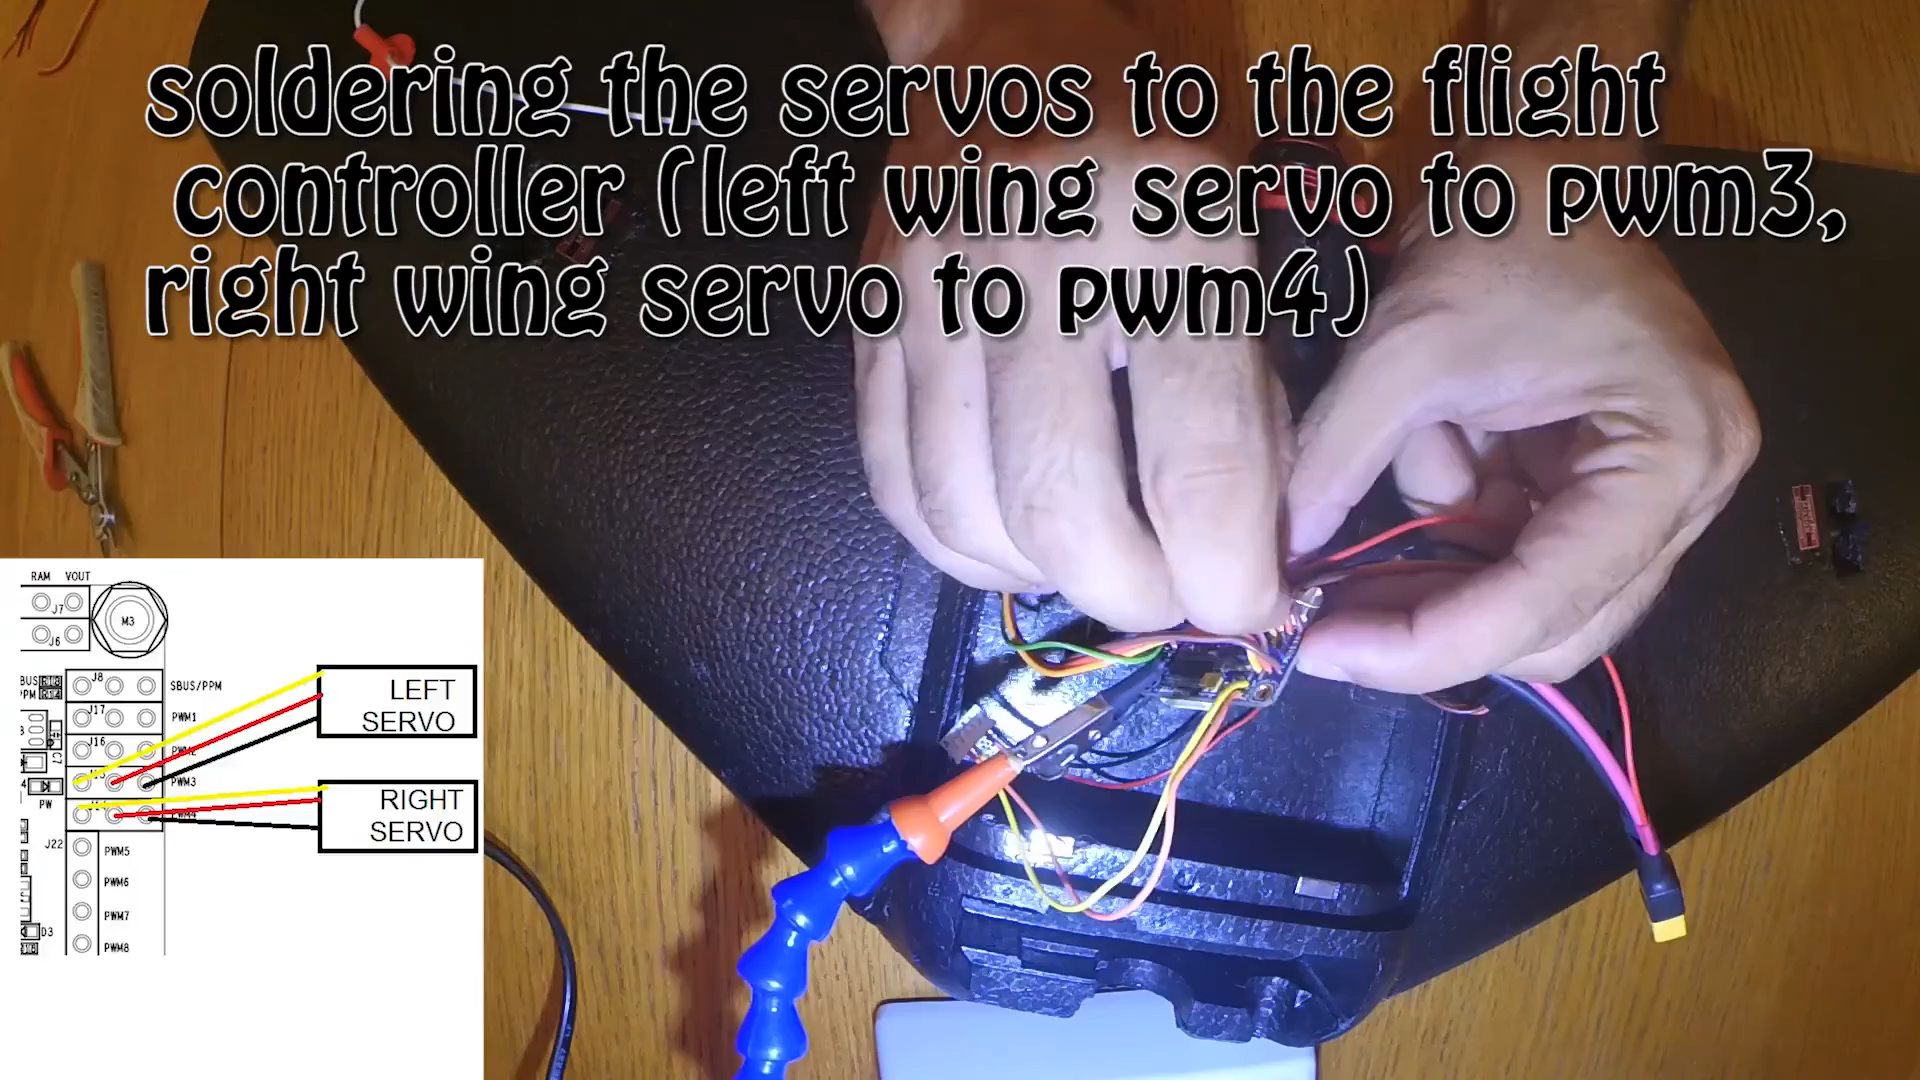 soldering the servos to the flight
controller (left wing servo to pwm3,
right wing servo to pwm4)
RAM VOUT
J7
M3
J6
J8
SBUS/PPM
J17
PWM1
J16
PWM3
PW
J22
PWM5
PWM6
PWM7
D3
PWM8
LEFT
SERVO
RIGHT
SERVO